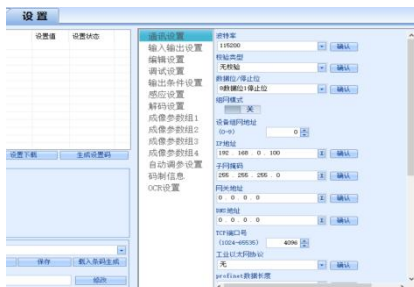 设置
设置值 设置状态
设置下载 生成设置码
保存 载入条码生成
修改
通讯设置
输入输出设置
编辑设置
调试设置
输出条件设置
感应设置
解码设置
成像参数组1
成像参数组2
成像参数组3
成像参数组4
自动调参设置
码制信息
OCR设置
波特率
115200 确认
校验类型
无校验 确认
数据位/停止位
8数据位1停止位 确认
组网模式
关
设备组网地址
(0-9) 0
IP地址
192 . 168 . 0 . 100 确认
子网掩码
255 . 255 . 255 . 0 确认
网关地址
0 . 0 . 0 . 0 确认
DNS地址
0 . 0 . 0 . 0 确认
TCP端口号
(1024-65535) 4096
工业以太网协议
无 确认
profinet数据长度